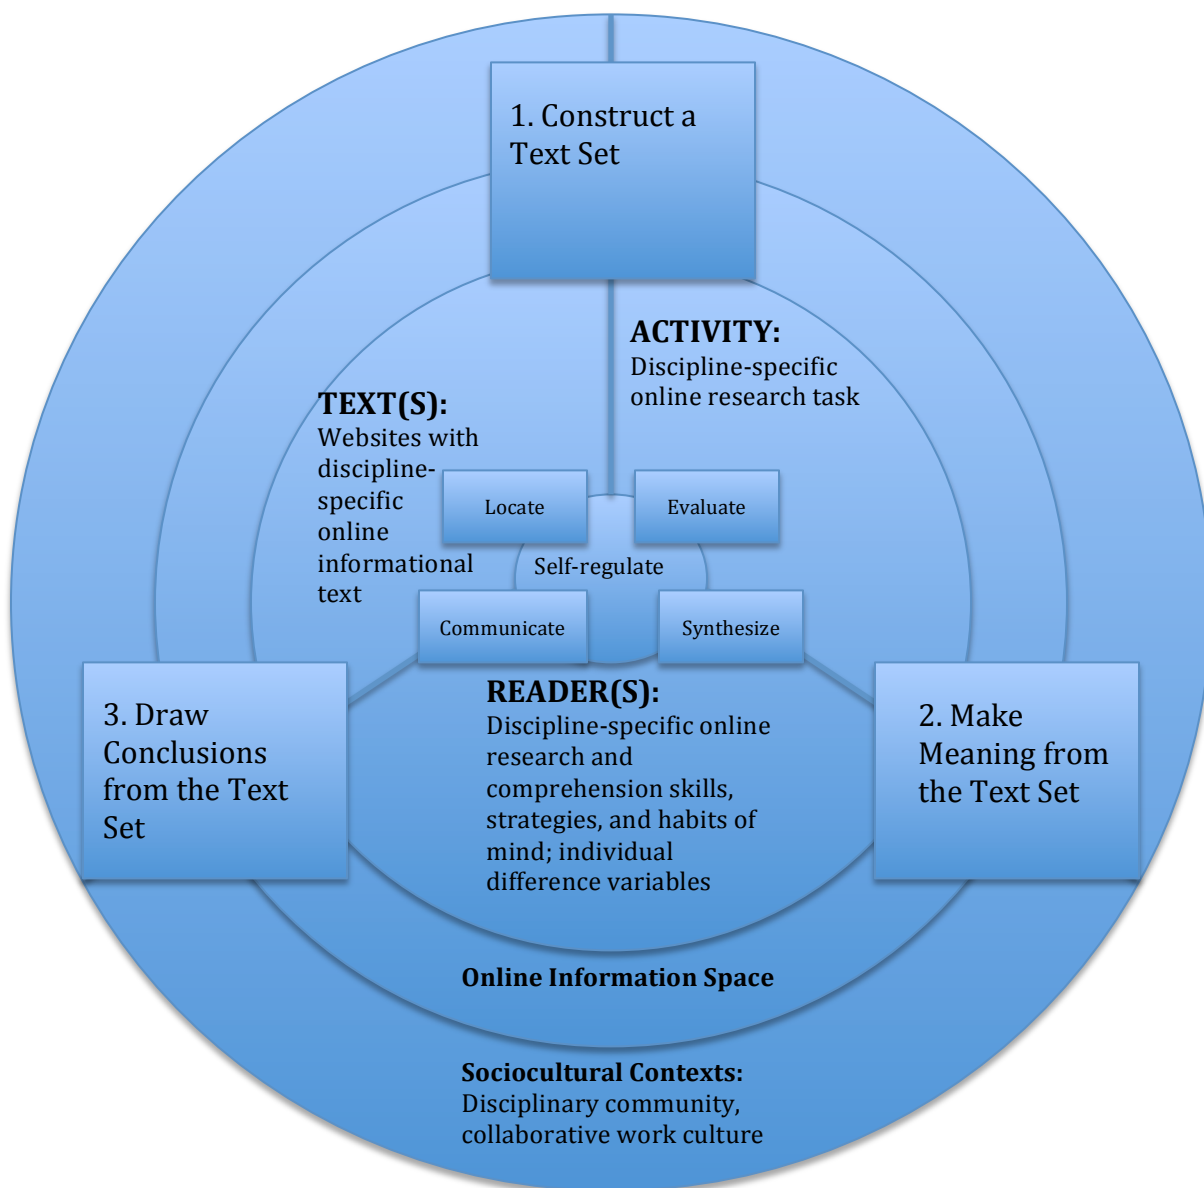 1. Construct a
Text Set
ACTIVITY:
Discipline-specific
online research task
TEXT(S):
Websites with
discipline-
specific
online
informational
text
Locate
Evaluate
Self-regulate
Communicate
Synthesize
READER(S):
Discipline-specific online
research and
comprehension skills,
strategies, and habits of
mind; individual
difference variables
3. Draw
Conclusions
from the Text
Set
2. Make
Meaning from
the Text Set
Online Information Space
Sociocultural Contexts:
Disciplinary community,
collaborative work culture